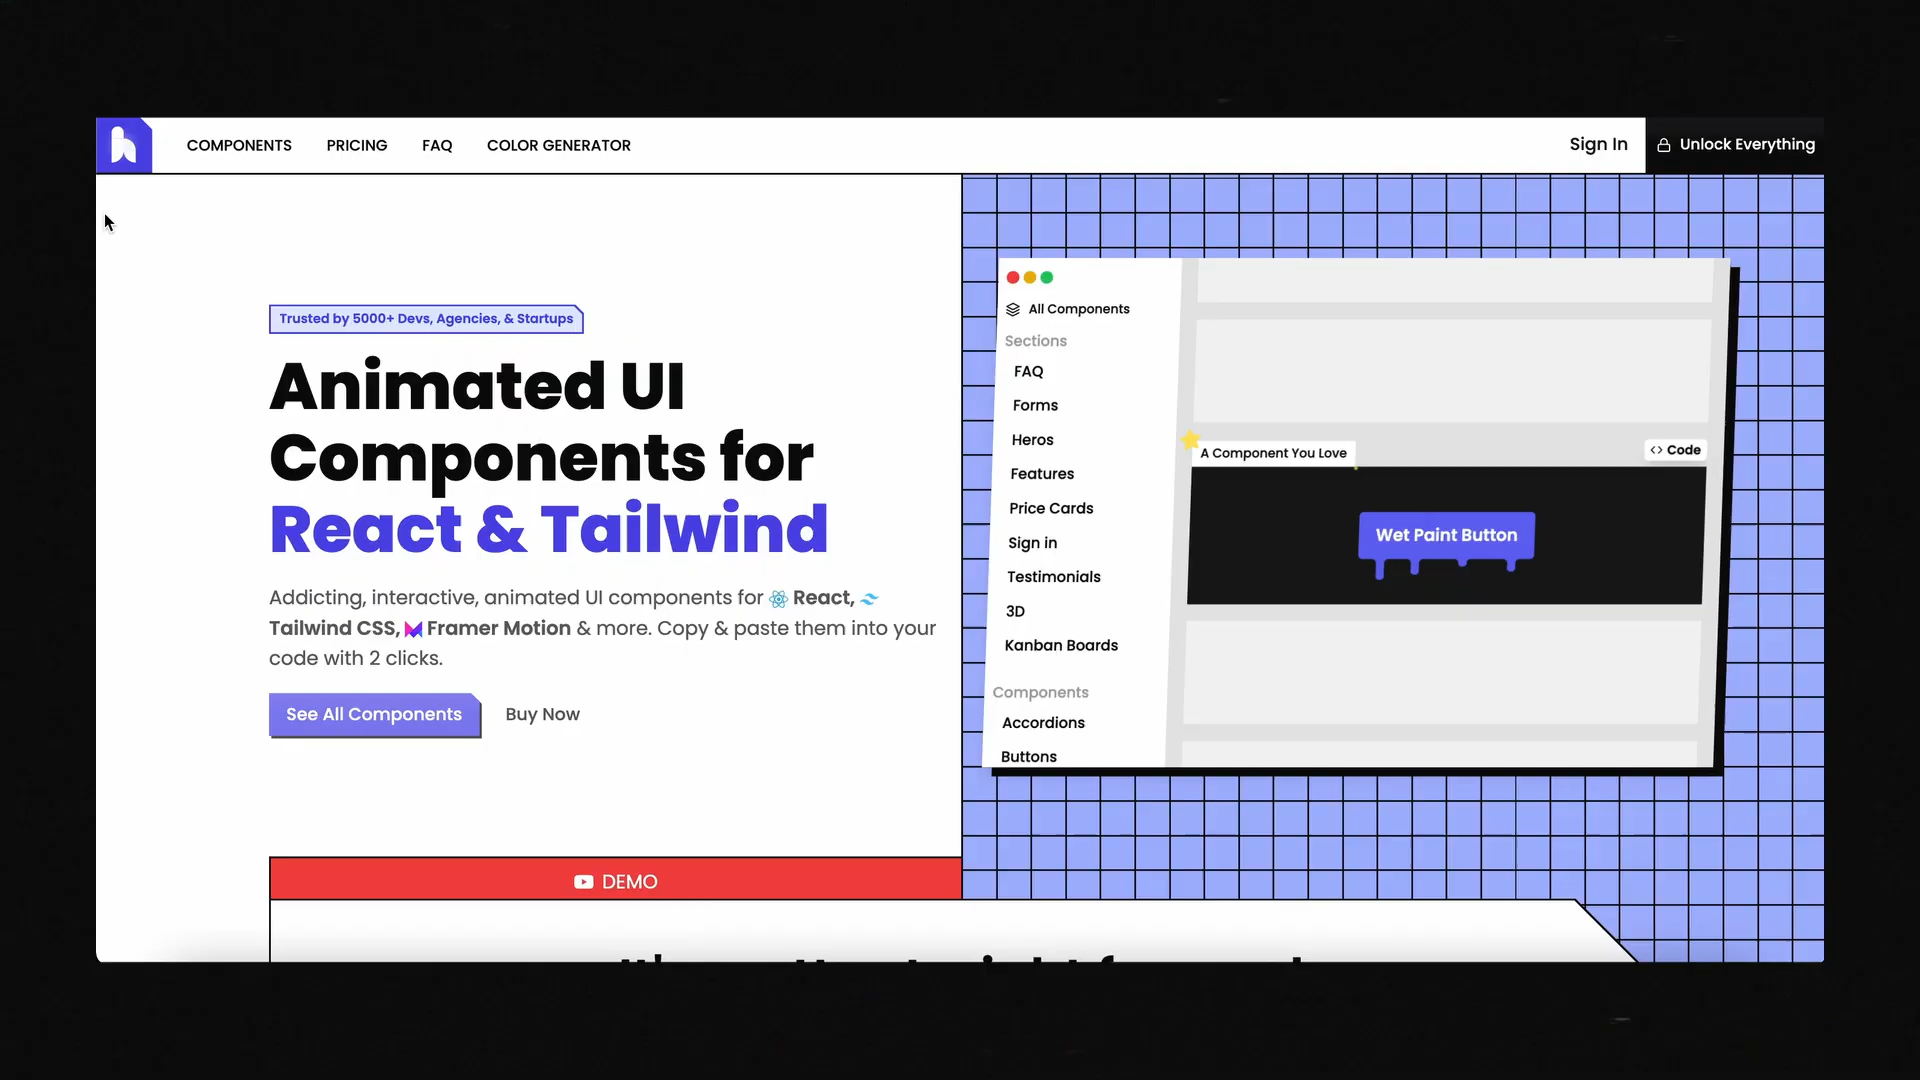 COMPONENTS
PRICING
FAQ
COLOR GENERATOR
Sign In
Unlock Everything
Trusted by 5000+ Devs, Agencies, & Startups
Animated UI
Components for
React & Tailwind
Addicting, interactive, animated UI components for React,
Tailwind CSS, Framer Motion & more. Copy & paste them into your
code with 2 clicks.
See All Components
Buy Now
DEMO
All Components
Sections
FAQ
Forms
Heros
Features
Price Cards
Sign in
Testimonials
3D
Kanban Boards
Components
Accordions
Buttons
A Component You Love
<> Code
Wet Paint Button